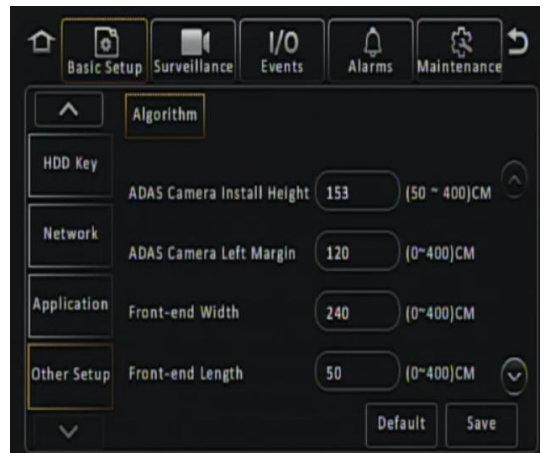 Basic Setup
Surveillance
I/O
Events
Alarms
Maintenance
Algorithm
HDD Key
Network
Application
Other Setup
ADAS Camera Install Height 153 (50 ~ 400)CM
ADAS Camera Left Margin 120 (0~400)CM
Front-end Width 240 (0~400)CM
Front-end Length 50 (0~400)CM
Default Save